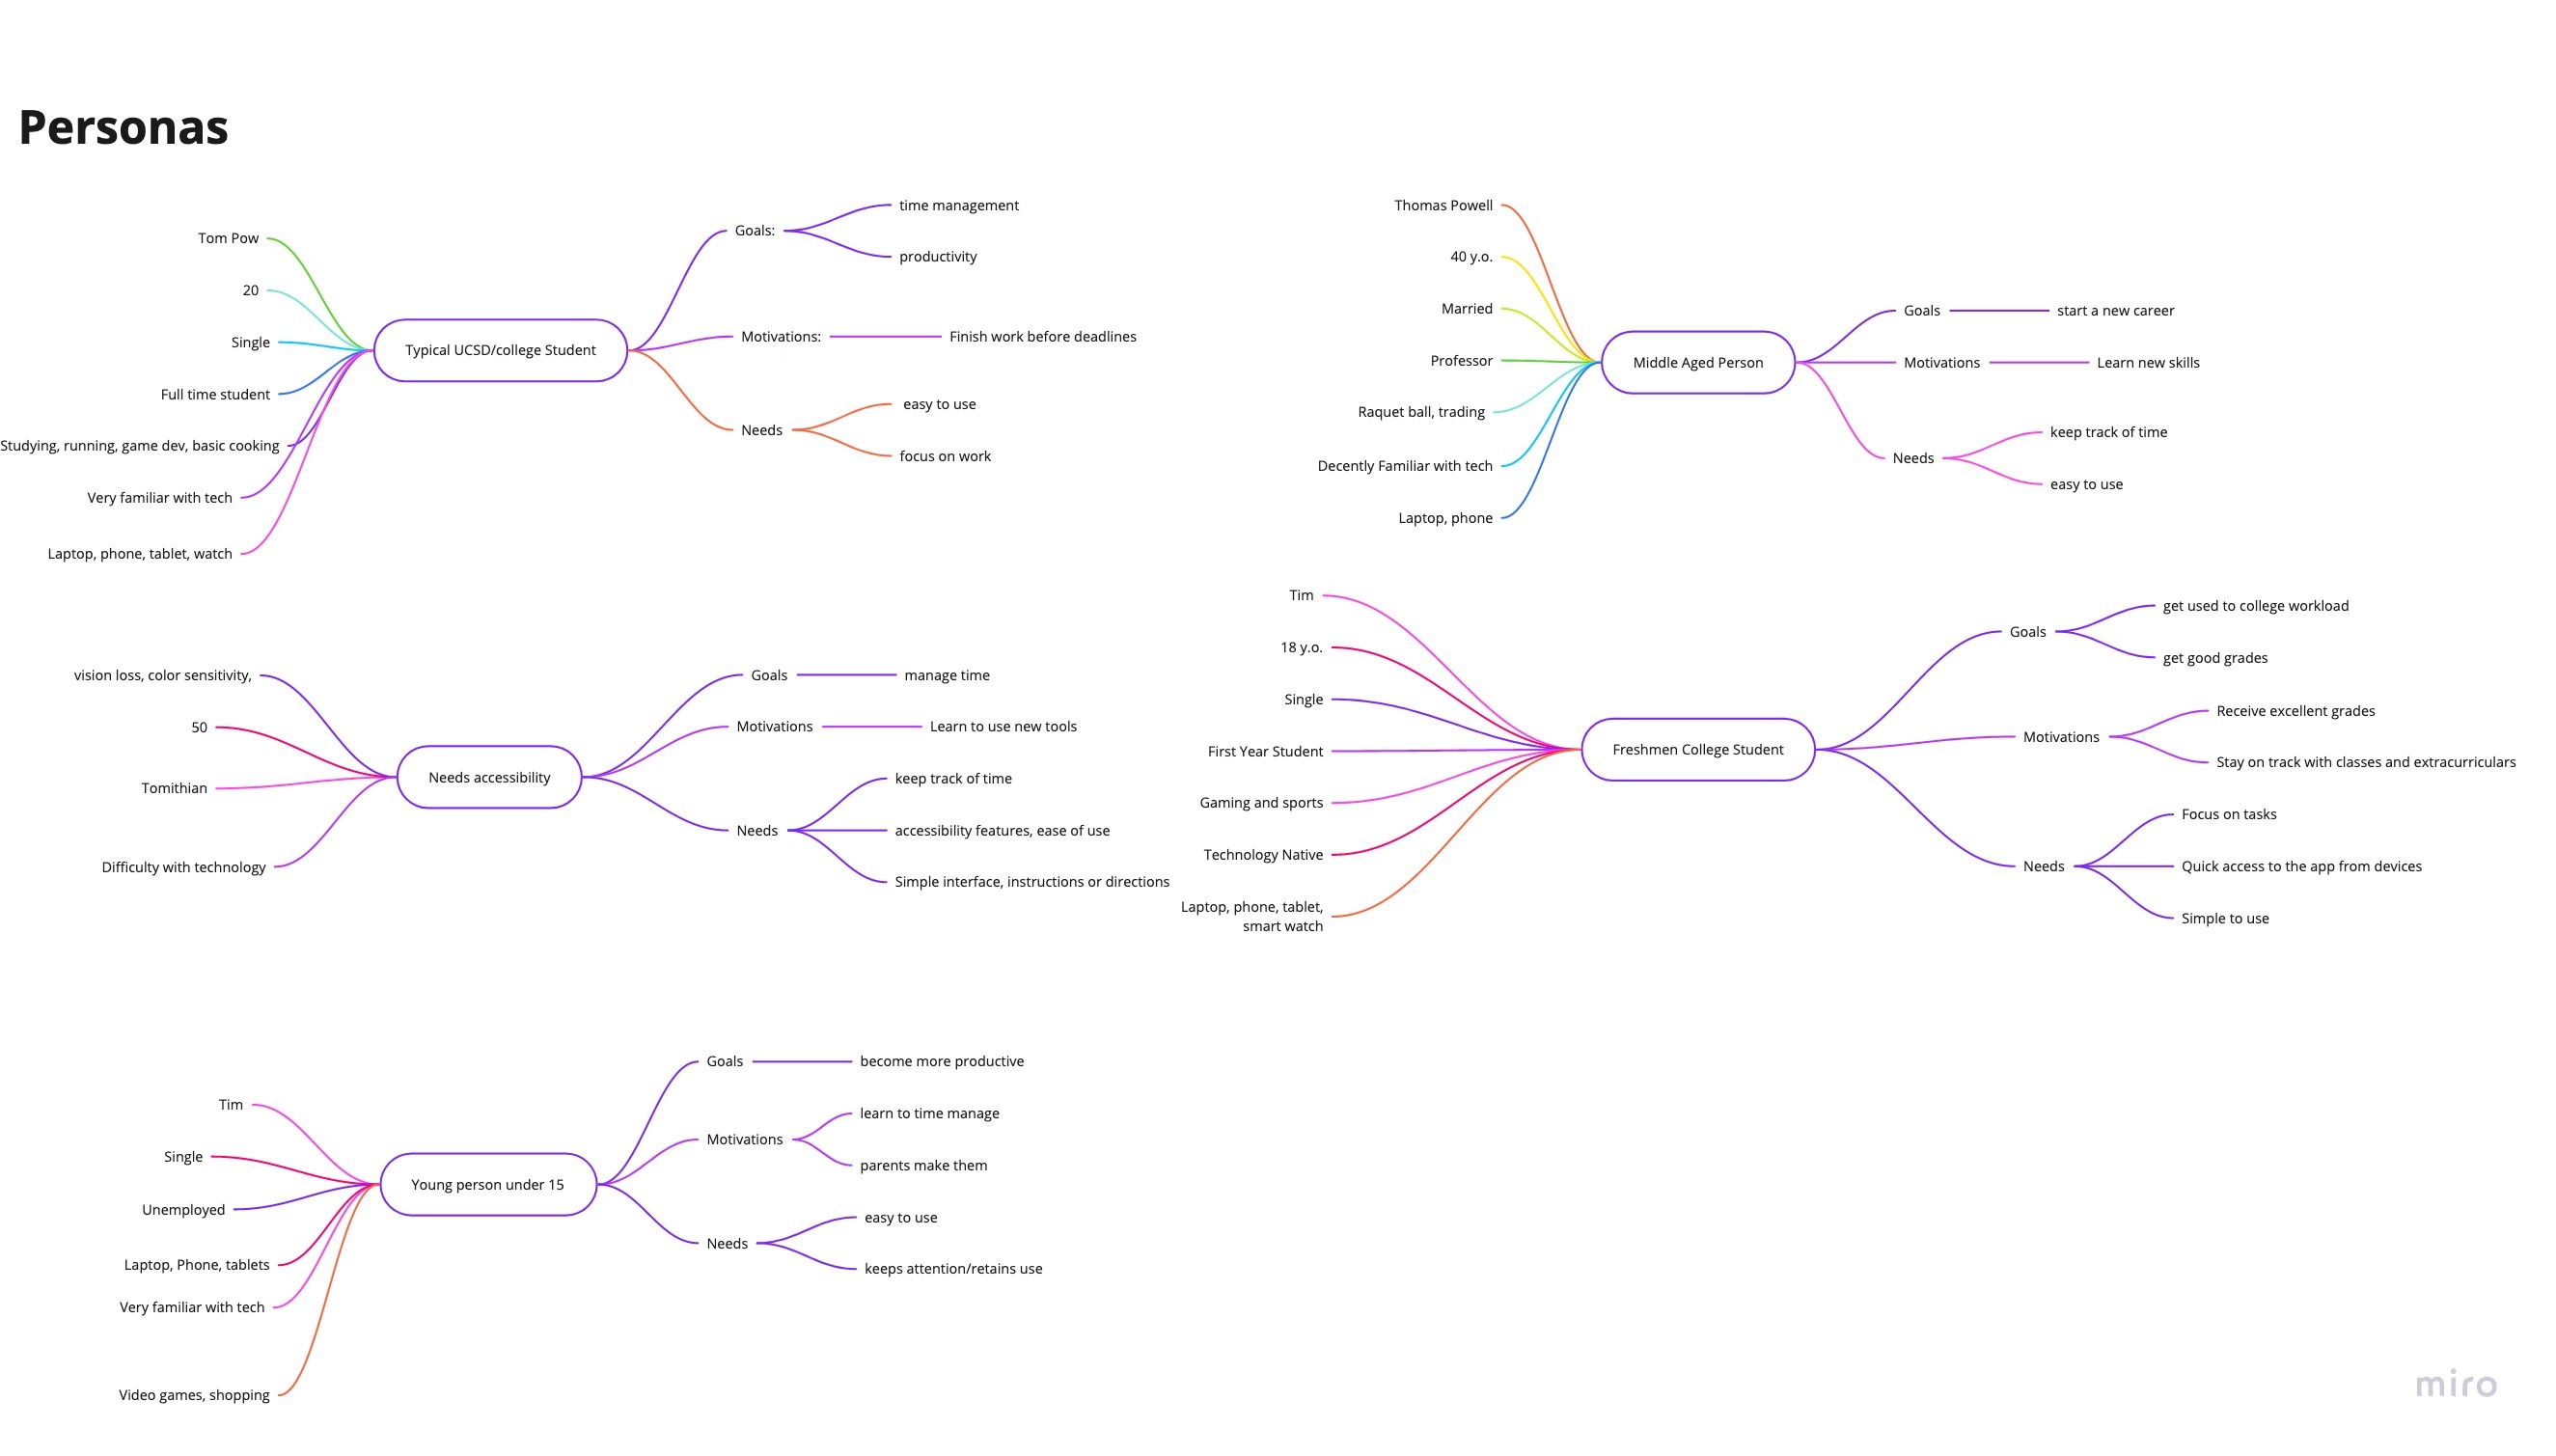 Personas
Tom Pow
20
Single
Full time student
Studying, running, game dev, basic cooking
Very familiar with tech
Laptop, phone, tablet, watch
Typical UCSD/college Student
Goals:
time management
productivity
Motivations:
Finish work before deadlines
Needs
easy to use
focus on work
Thomas Powell
40 y.o.
Married
Professor
Raquet ball, trading
Decently Familiar with tech
Laptop, phone
Middle Aged Person
Goals
start a new career
Motivations
Learn new skills
Needs
keep track of time
easy to use
vision loss, color sensitivity,
50
Tomithian
Difficulty with technology
Needs accessibility
Goals
manage time
Motivations
Learn to use new tools
Needs
keep track of time
accessibility features, ease of use
Simple interface, instructions or directions
Tim
18 y.o.
Single
First Year Student
Gaming and sports
Technology Native
Laptop, phone, tablet,
smart watch
Freshmen College Student
Goals
get used to college workload
get good grades
Motivations
Receive excellent grades
Stay on track with classes and extracurriculars
Needs
Focus on tasks
Quick access to the app from devices
Simple to use
Tim
Single
Unemployed
Laptop, Phone, tablets
Very familiar with tech
Video games, shopping
Young person under 15
Goals
become more productive
Motivations
learn to time manage
parents make them
Needs
easy to use
keeps attention/retains use
miro